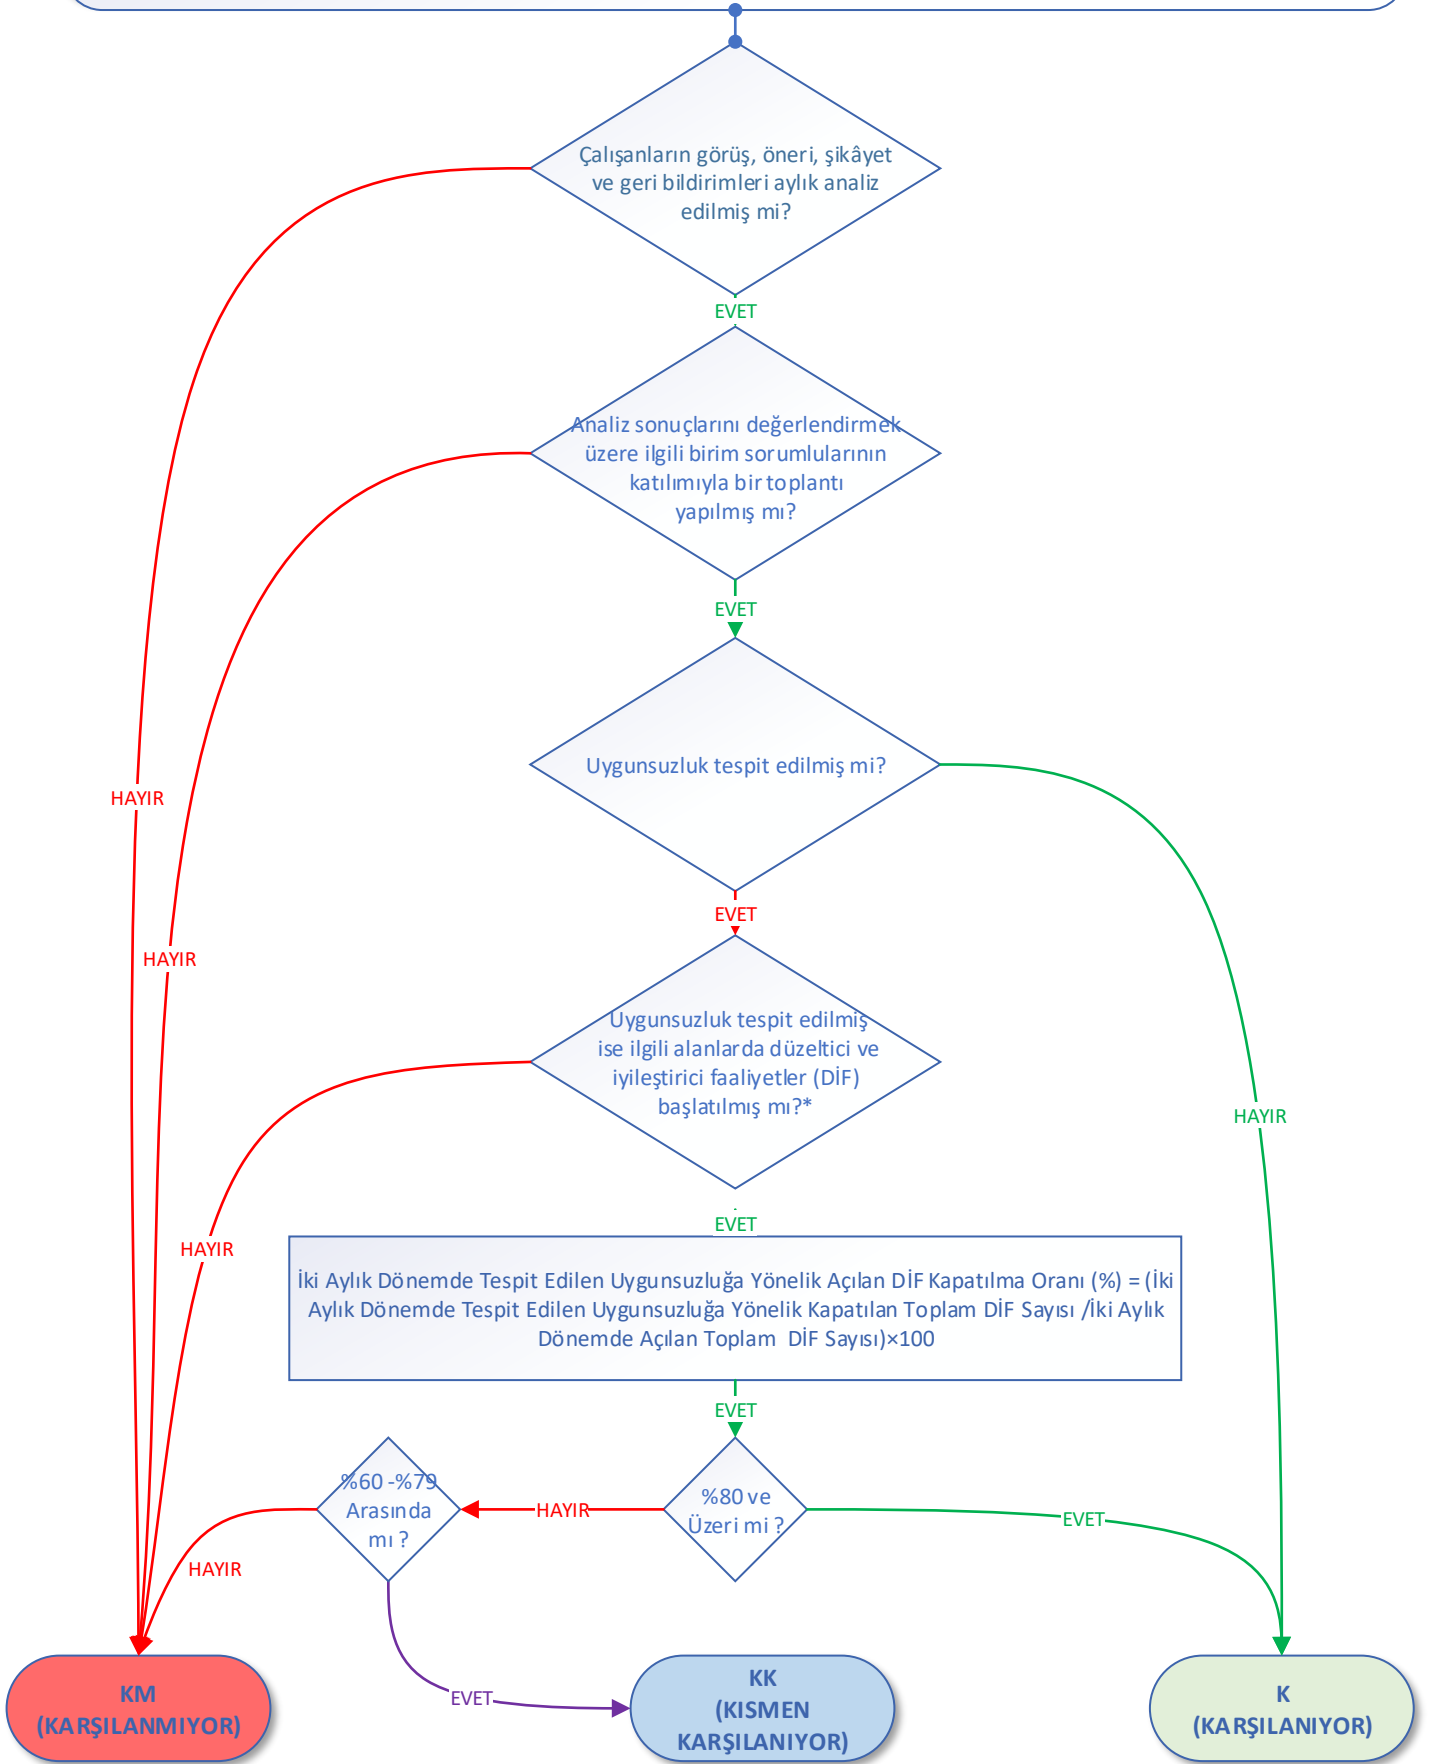 Çalışanların görüş, öneri, şikâyet
ve geri bildirimleri aylık analiz
edilmiş mi?
EVET
Analiz sonuçlarını değerlendirmek
üzere ilgili birim sorumlularının
katılımıyla bir toplantı
yapılmış mı?
EVET
Uygunsuzluk tespit edilmiş mi?
HAYIR
EVET
HAYIR
Uygunsuzluk tespit edilmiş
ise ilgili alanlarda düzeltici ve
iyileştirici faaliyetler (DİF)
başlatılmış mı?*
HAYIR
EVET
HAYIR
İki Aylık Dönemde Tespit Edilen Uygunsuzluğa Yönelik Açılan DİF Kapatılma Oranı (%) = (İki
Aylık Dönemde Tespit Edilen Uygunsuzluğa Yönelik Kapatılan Toplam DİF Sayısı /İki Aylık
Dönemde Açılan Toplam DİF Sayısı)×100
EVET
%60 -%79
Arasında
mı ?
HAYIR
%80 ve
Üzeri mi ?
EVET
HAYIR
EVET
KM
(KARŞILANMIYOR)
KK
(KISMEN
KARŞILANIYOR)
K
(KARŞILANIYOR)